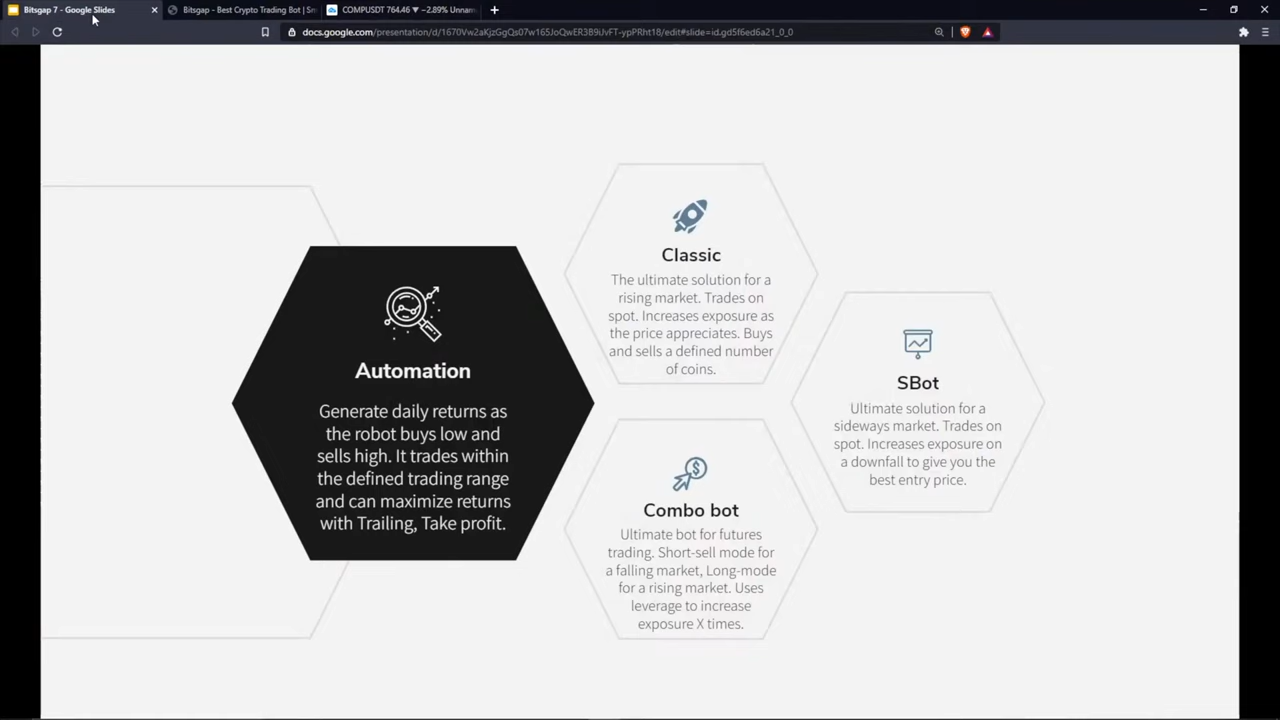 Bitsgap 7 - Google Slides
Bitsgap - Best Crypto Trading Bot | Sm
COMPUSDT 764.46 ▼ −2.89% Unnam
docs.google.com/presentation/d/1670Vw2aKjzGgQs07w165JoQwER3B9UvFT-ypPRht18/edit#slide=id.gd5f6ed6a21_0_0
Automation
Generate daily returns as
the robot buys low and
sells high. It trades within
the defined trading range
and can maximize returns
with Trailing, Take profit.
Classic
The ultimate solution for a
rising market. Trades on
spot. Increases exposure as
the price appreciates. Buys
and sells a defined number
of coins.
SBot
Ultimate solution for a
sideways market. Trades on
spot. Increases exposure on
a downfall to give you the
best entry price.
Combo bot
Ultimate bot for futures
trading. Short-sell mode for
a falling market, Long-mode
for a rising market. Uses
leverage to increase
exposure X times.